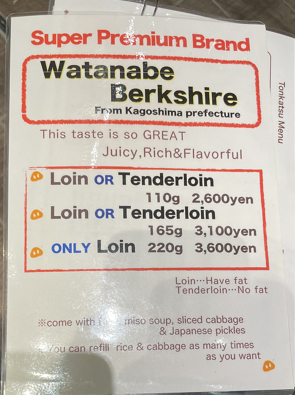 Super Premium Brand
Watanabe
Berkshire
From Kagoshima prefecture
This taste is so GREAT
Juicy,Rich&Flavorful
Loin OR Tenderloin
110g 2,600yen
Loin OR Tenderloin
165g 3,100yen
ONLY Loin 220g 3,600yen
Loin…Have fat
Tenderloin…No fat
※come with miso soup, sliced cabbage
& Japanese pickles
You can refill rice & cabbage as many times
as you want
Tonkatsu Menu